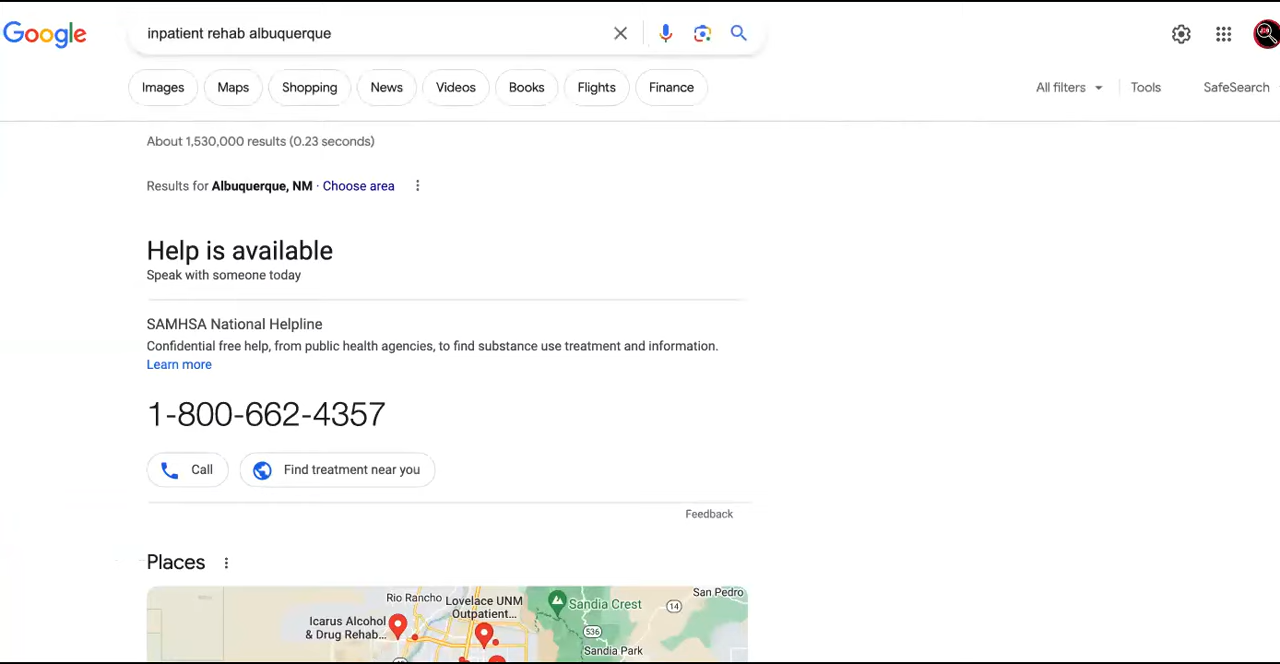 Google
inpatient rehab albuquerque
Images
Maps
Shopping
News
Videos
Books
Flights
Finance
All filters
Tools
SafeSearch
About 1,530,000 results (0.23 seconds)
Results for Albuquerque, NM · Choose area
Help is available
Speak with someone today
SAMHSA National Helpline
Confidential free help, from public health agencies, to find substance use treatment and information.
Learn more
1-800-662-4357
Call
Find treatment near you
Feedback
Places
Rio Rancho
Lovelace UNM
Outpatient...
Icarus Alcohol
& Drug Rehab...
Sandia Crest
San Pedro
14
536
Sandia Park